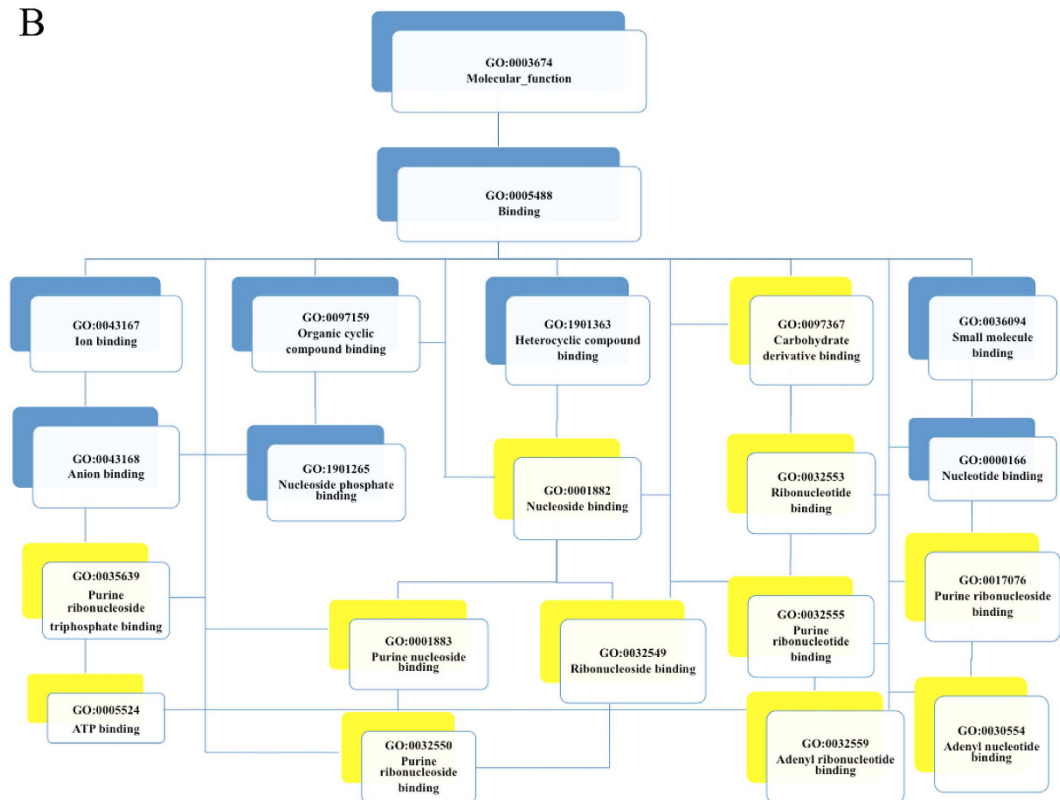 B
GO:0003674
Molecular_function
GO:0005488
Binding
GO:0043167
Ion binding
GO:0097159
Organic cyclic
compound binding
GO:1901363
Heterocyclic compound
binding
GO:0097367
Carbohydrate
derivative binding
GO:0036094
Small molecule
binding
GO:0043168
Anion binding
GO:1901265
Nucleoside phosphate
binding
GO:0001882
Nucleoside binding
GO:0032553
Ribonucleotide
binding
GO:0000166
Nucleotide binding
GO:0035639
Purine
ribonucleoside
triphosphate binding
GO:0001883
Purine nucleoside
binding
GO:0032549
Ribonucleoside binding
GO:0032555
Purine
ribonucleotide
binding
GO:0017076
Purine ribonucleoside
binding
GO:0005524
ATP binding
GO:0032550
Purine
ribonucleoside
binding
GO:0032559
Adenyl ribonucleotide
binding
GO:0030554
Adenyl nucleotide
binding